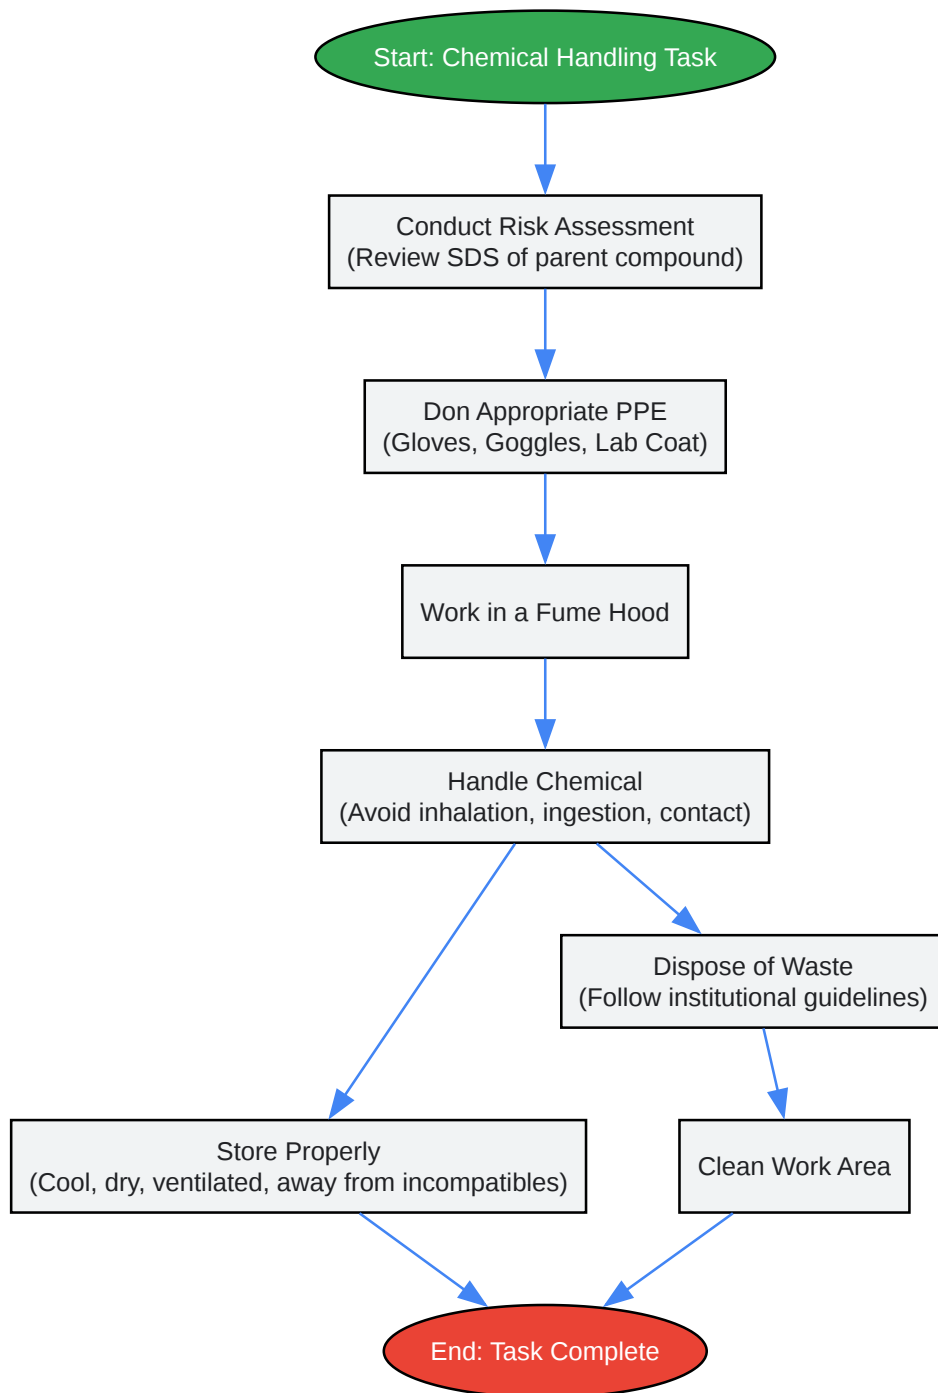 Start: Chemical Handling Task
Conduct Risk Assessment
(Review SDS of parent compound)
Don Appropriate PPE
(Gloves, Goggles, Lab Coat)
Work in a Fume Hood
Handle Chemical
(Avoid inhalation, ingestion, contact)
Dispose of Waste
(Follow institutional guidelines)
Store Properly
(Cool, dry, ventilated, away from incompatibles)
Clean Work Area
End: Task Complete